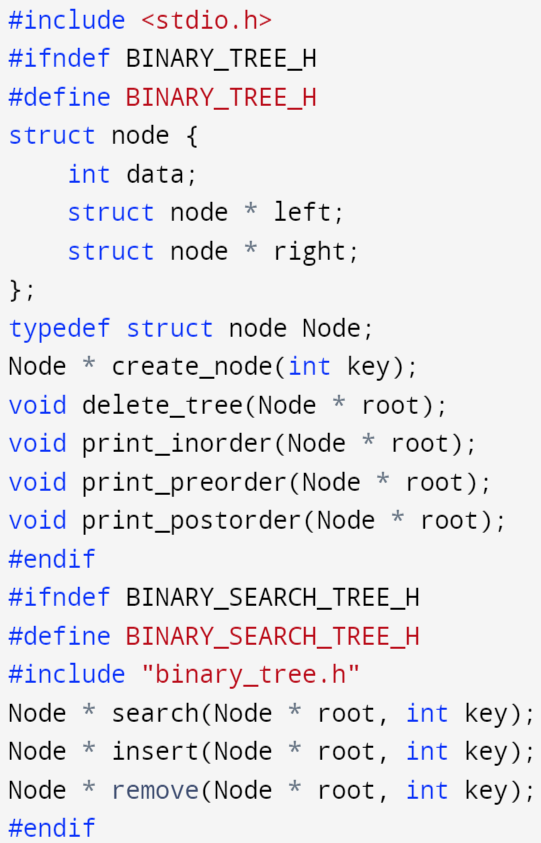 #include <stdio.h>
#ifndef BINARY_TREE_H
#define BINARY_TREE_H
struct node {
    int data;
    struct node * left;
    struct node * right;
};
typedef struct node Node;
Node * create_node(int key);
void delete_tree(Node * root);
void print_inorder(Node * root);
void print_preorder(Node * root);
void print_postorder(Node * root);
#endif
#ifndef BINARY_SEARCH_TREE_H
#define BINARY_SEARCH_TREE_H
#include "binary_tree.h"
Node * search(Node * root, int key);
Node * insert(Node * root, int key);
Node * remove(Node * root, int key);
#endif